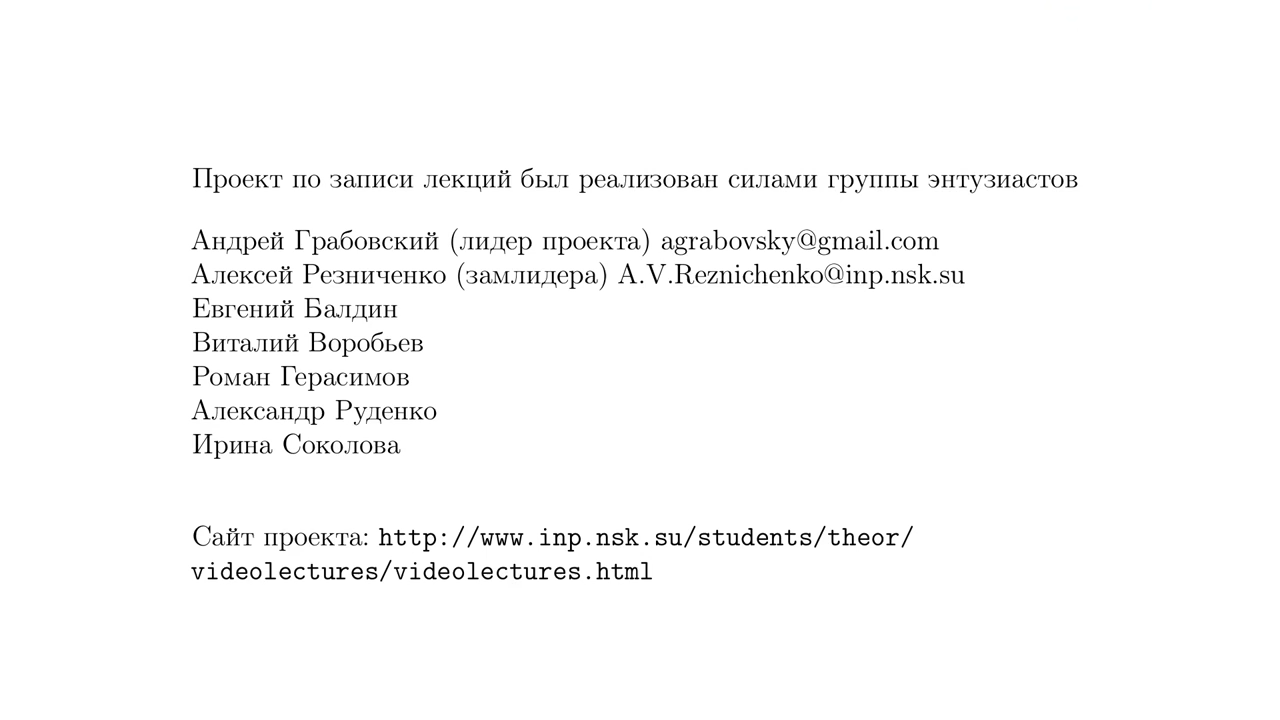 Проект по записи лекций был реализован силами группы энтузиастов
Андрей Грабовский (лидер проекта) agrabovsky@gmail.com
Алексей Резниченко (замлидера) A.V.Reznichenko@inp.nsk.su
Евгений Балдин
Виталий Воробьев
Роман Герасимов
Александр Руденко
Ирина Соколова
Сайт проекта: http://www.inp.nsk.su/students/theor/
videolectures/videolectures.html